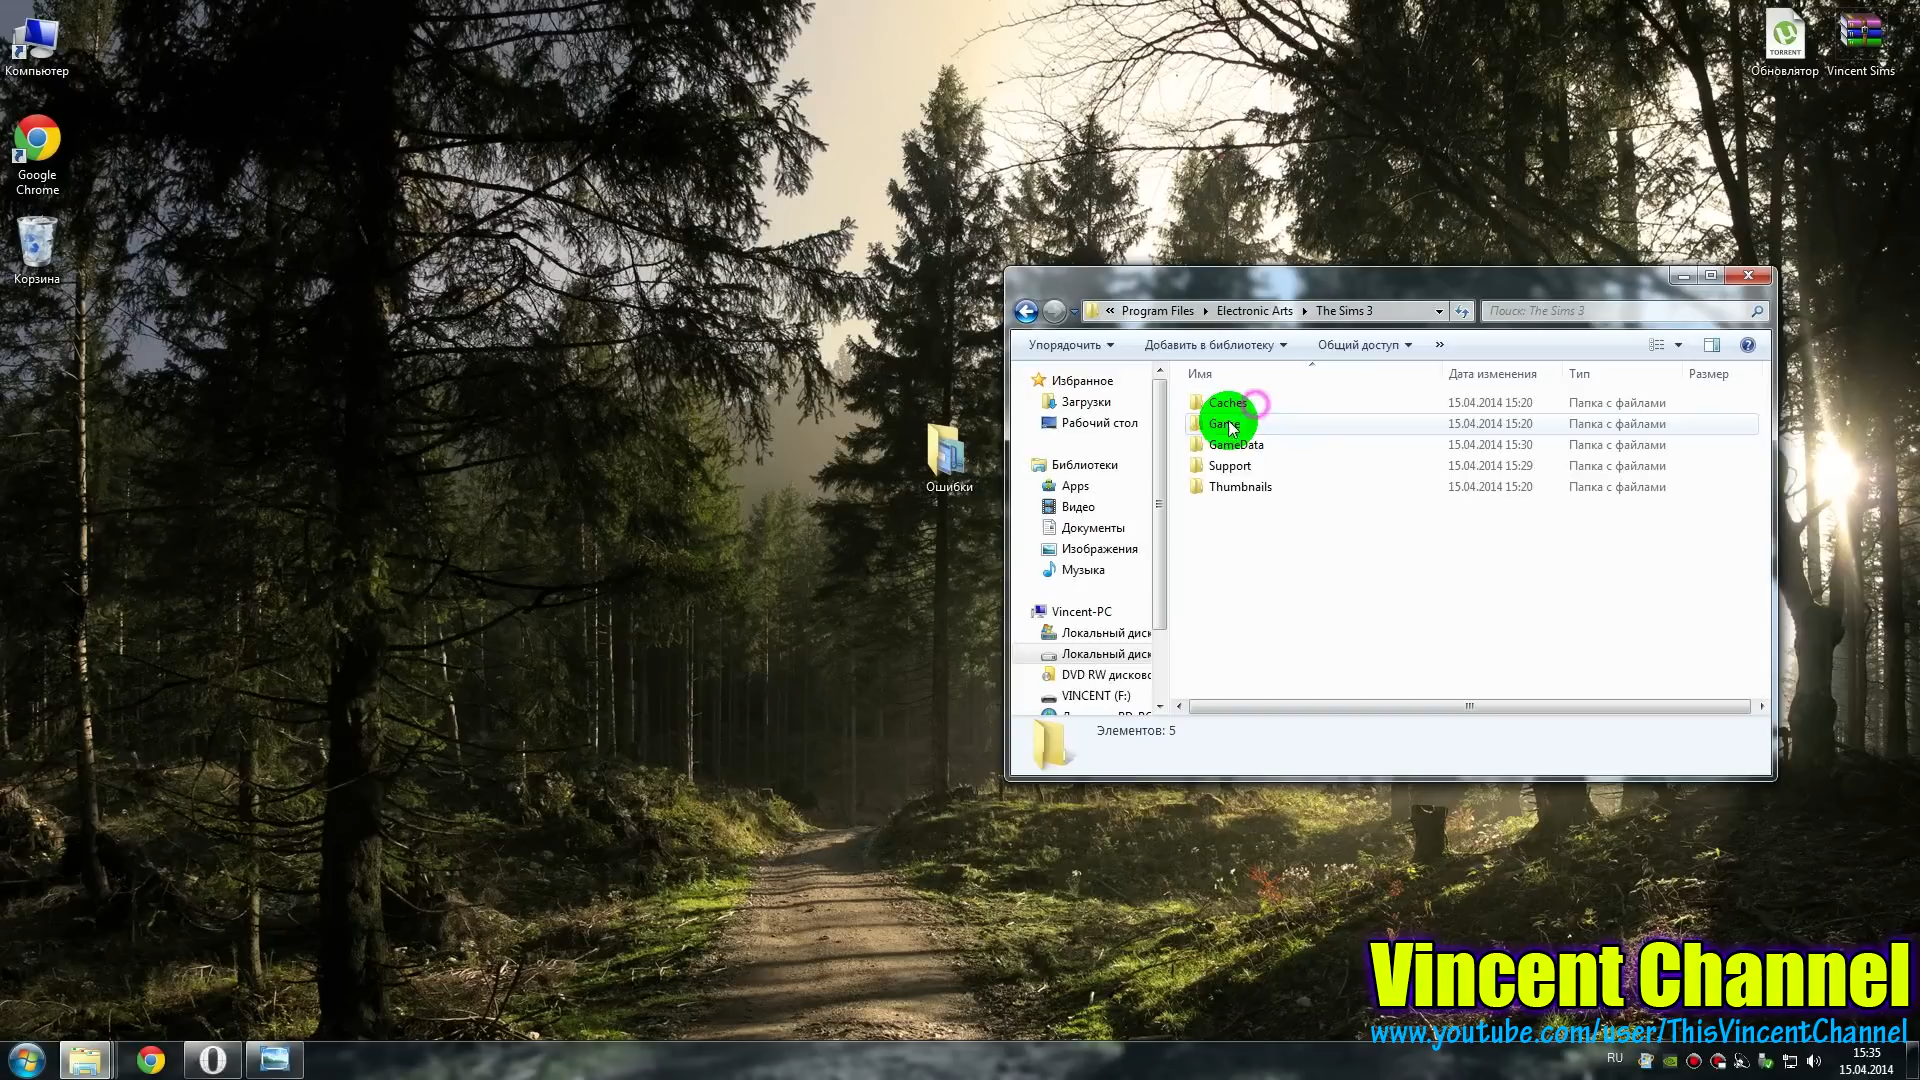 Компьютер
Google
Chrome
Корзина
TORRENT
Обновлятор
Vincent Sims
Ошибки
« Program Files Electronic Arts The Sims 3
Поиск: The Sims 3
Упорядочить
Добавить в библиотеку
Общий доступ
»
Имя
Дата изменения
Тип
Размер
Избранное
Загрузки
Рабочий стол
Библиотеки
Apps
Видео
Документы
Изображения
Музыка
Vincent-PC
Локальный диск
Локальный диск
DVD RW дисково
VINCENT (F:)
Caches 15.04.2014 15:20 Папка с файлами
Game 15.04.2014 15:20 Папка с файлами
GameData 15.04.2014 15:30 Папка с файлами
Support 15.04.2014 15:29 Папка с файлами
Thumbnails 15.04.2014 15:20 Папка с файлами
Элементов: 5
Vincent Channel
www.youtube.com/user/ThisVincentChannel
RU
15:35
15.04.2014